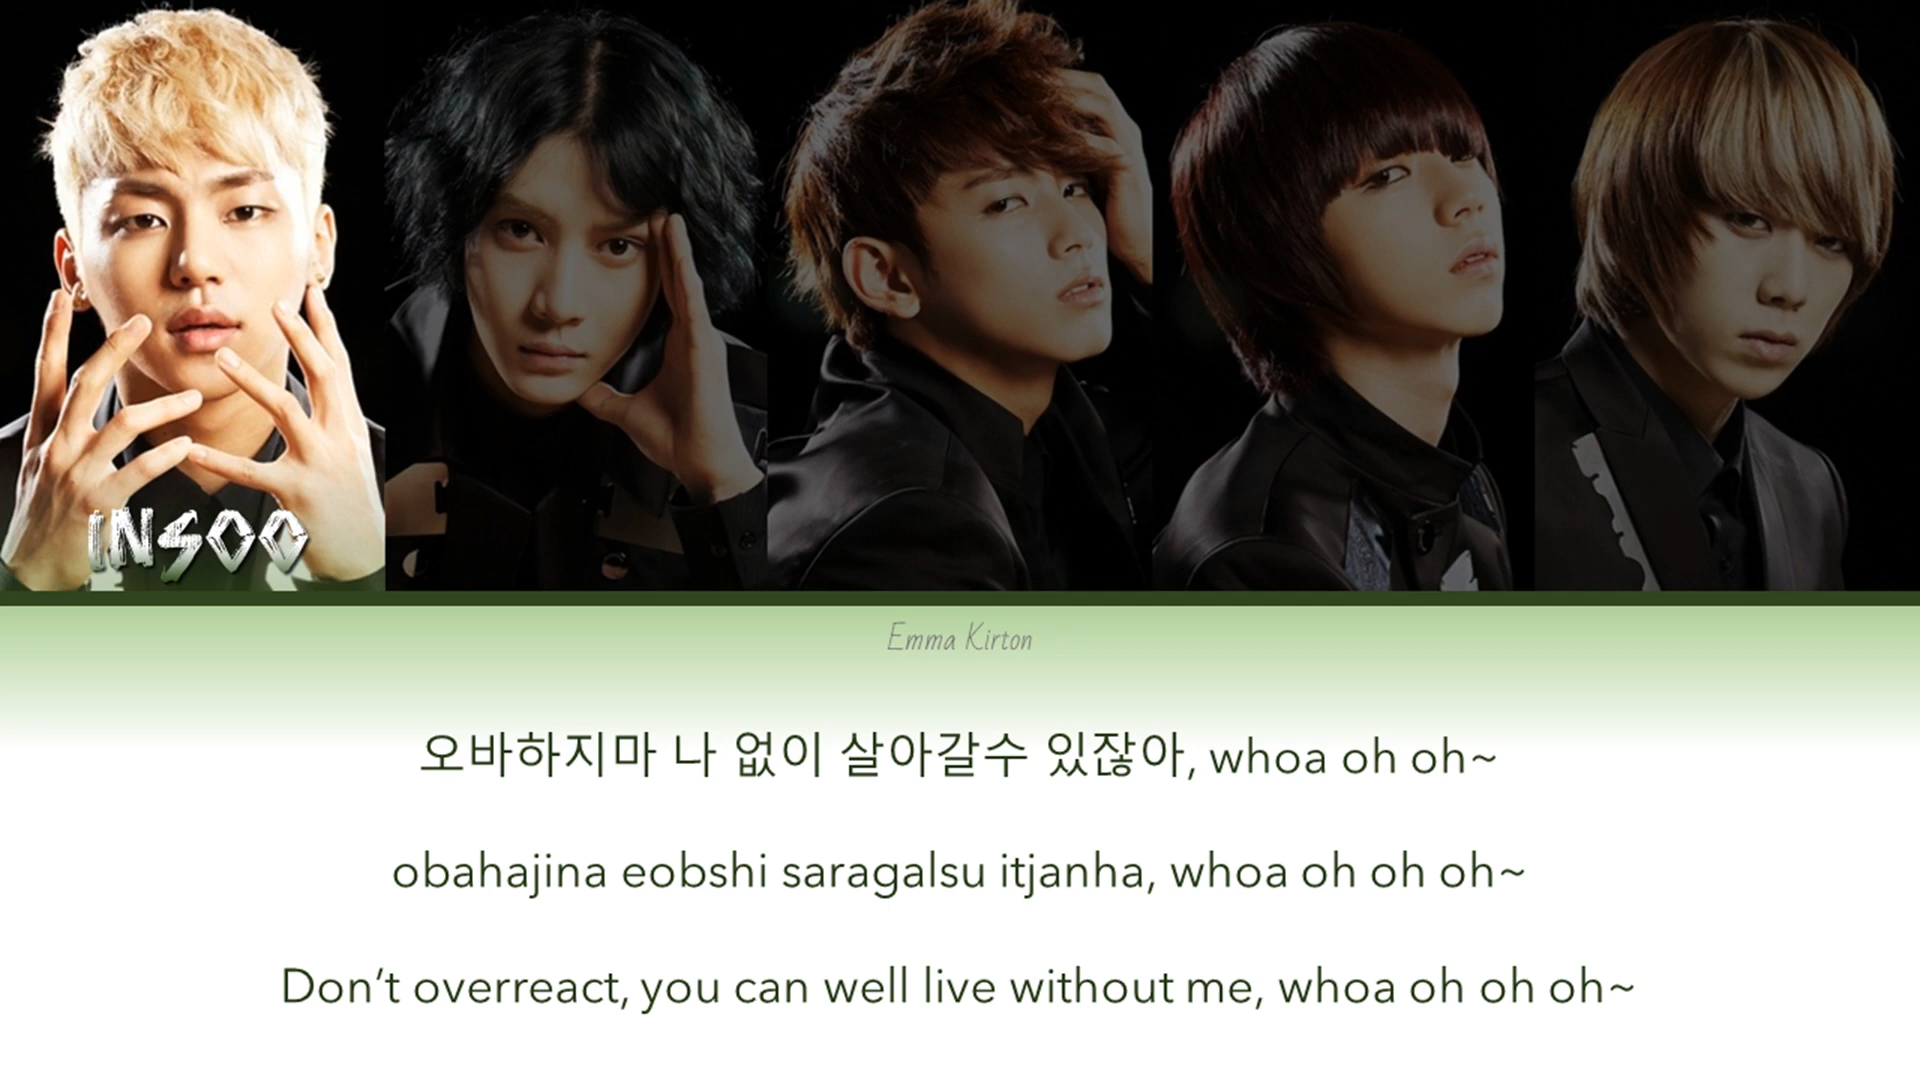 INSOO
Emma Kirton
오바하지마 나 없이 살아갈수 있잖아, whoa oh oh~
obahajina eobshi saragalsu itjanha, whoa oh oh oh~
Don't overreact, you can well live without me, whoa oh oh oh~